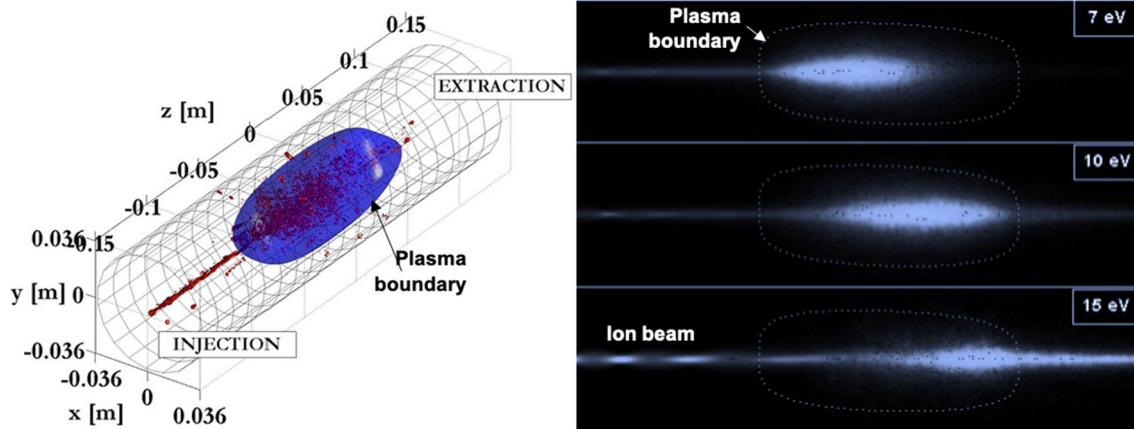 0.15
0.1
EXTRACTION
0.05
z [m]
0
-0.05
-0.1
0.036
-0.15
Plasma
boundary
y [m] 0
INJECTION
-0.036
-0.036
0
x [m]
0.036
Plasma
boundary
7 eV
10 eV
Ion beam
15 eV